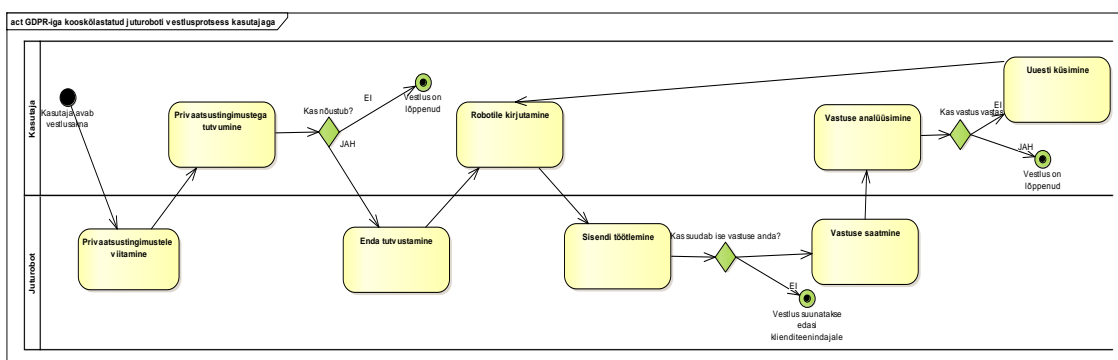 act GDPR-iga kooskõlastatud juturoboti vestlusprotsess kasutajaga
Kasutaja
Kasutaja avab
vestlusakna
Privaatsustingimustega
tutvumine
Kas nõustub?
EI
JAH
Vestlus on
lõppenud
Robotile kirjutamine
Vastuse analüüsimine
Kas vastus vastas
EI
JAH
Uuesti küsimine
Vestlus on
lõppenud
Juturobot
Privaatsustingimustele
viitamine
Enda tutvustamine
Sisendi töötlemine
Kas suudab ise vastuse anda?
EI
Vestlus suunatakse
edasi
klienditeenindajale
Vastuse saatmine